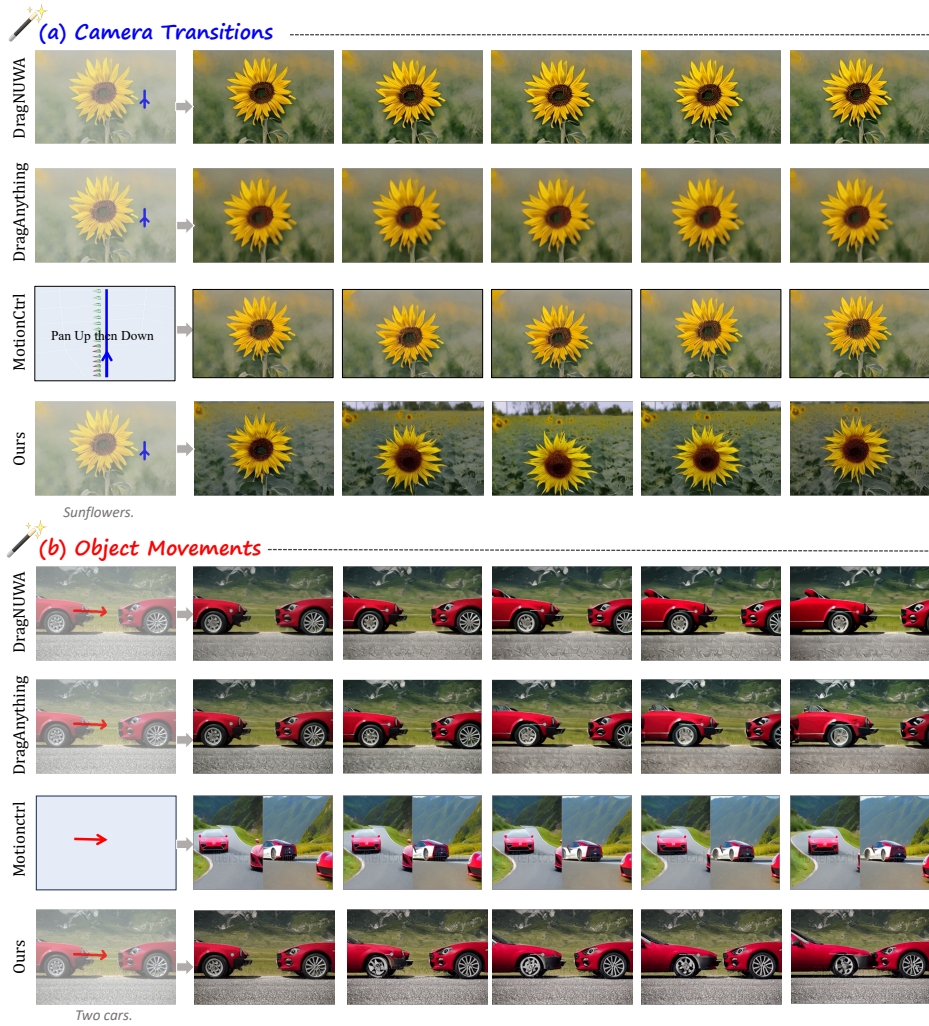 (a) Camera Transitions
DragNUWA
DragAnything
MotionCtrl
Pan Up then Down
Ours
Sunflowers.
(b) Object Movements
DragNUWA
DragAnything
Motionctrl
Ours
Two cars.